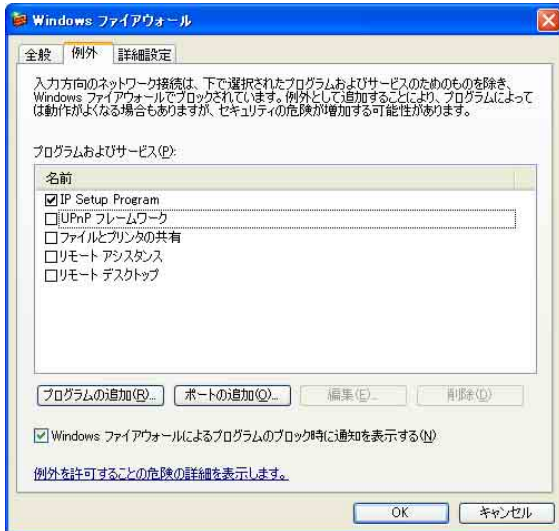 Windows ファイアウォール
全般 例外 詳細設定
入力方向のネットワーク接続は、下で選択されたプログラムおよびサービスのためのものを除き、
Windows ファイアウォールでブロックされています。例外として追加することにより、プログラムによって
は動作がよくなる場合もありますが、セキュリティの危険が増加する可能性があります。
プログラムおよびサービス(P):
名前
IP Setup Program
UPnP フレームワーク
ファイルとプリンタの共有
リモート アシスタンス
リモート デスクトップ
プログラムの追加(R)... ポートの追加(O)... 編集(E)... 削除(D)
Windows ファイアウォールによるプログラムのブロック時に通知を表示する(N)
例外を許可することの危険の詳細を表示します。
OK キャンセル